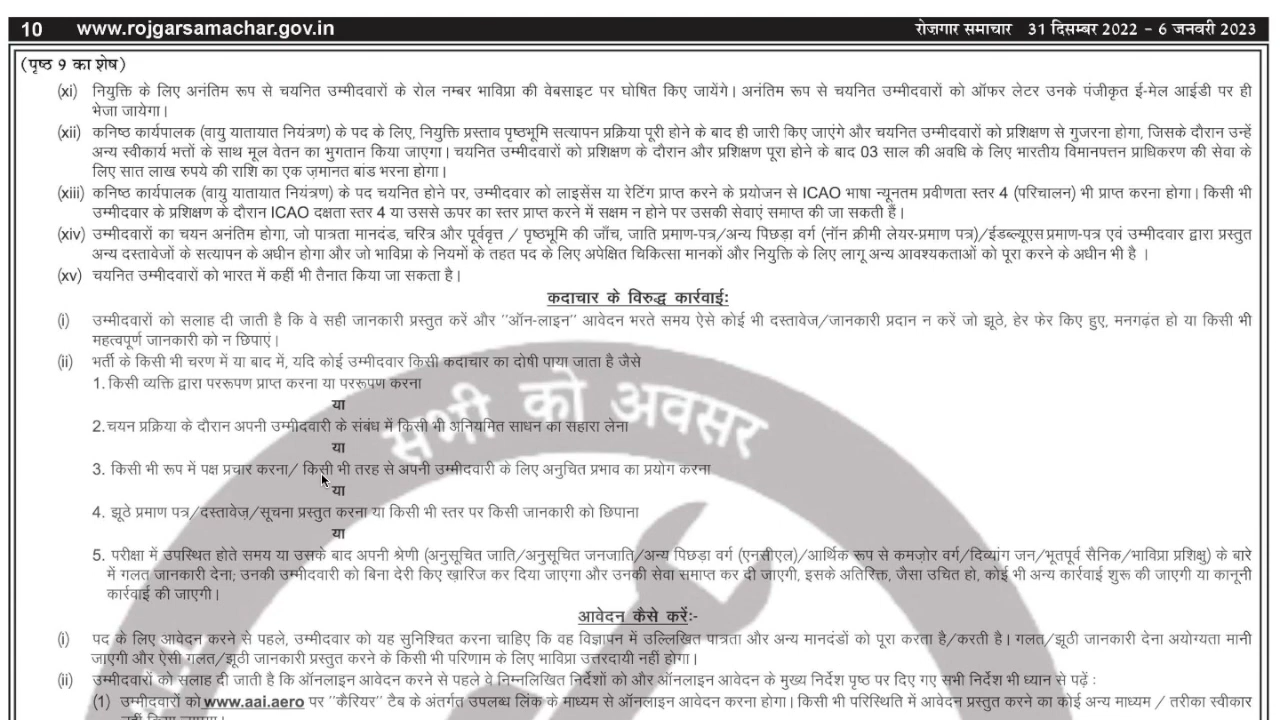 10 www.rojgarsamachar.gov.in रोज़गार समाचार 31 दिसम्बर 2022 - 6 जनवरी 2023
(पृष्ठ 9 का शेष)
(xi) नियुक्ति के लिए अनंतिम रूप से चयनित उम्मीदवारों के रोल नम्बर भाविप्रा की वेबसाइट पर घोषित किए जायेंगे। अनंतिम रूप से चयनित उम्मीदवारों को ऑफर लेटर उनके पंजीकृत ई-मेल आईडी पर ही
भेजा जायेगा।
(xii) कनिष्ठ कार्यपालक (वायु यातायात नियंत्रण) के पद के लिए, नियुक्ति प्रस्ताव पृष्ठभूमि सत्यापन प्रक्रिया पूरी होने के बाद ही जारी किए जाएंगे और चयनित उम्मीदवारों को प्रशिक्षण से गुजरना होगा, जिसके दौरान उन्हें
अन्य स्वीकार्य भत्तों के साथ मूल वेतन का भुगतान किया जाएगा। चयनित उम्मीदवारों को प्रशिक्षण के दौरान और प्रशिक्षण पूरा होने के बाद 03 साल की अवधि के लिए भारतीय विमानपत्तन प्राधिकरण की सेवा के
लिए सात लाख रुपये की राशि का एक ज़मानत बांड भरना होगा।
(xiii) कनिष्ठ कार्यपालक (वायु यातायात नियंत्रण) के पद चयनित होने पर, उम्मीदवार को लाइसेंस या रेटिंग प्राप्त करने के प्रयोजन से ICAO भाषा न्यूनतम प्रवीणता स्तर 4 (परिचालन) भी प्राप्त करना होगा। किसी भी
उम्मीदवार के प्रशिक्षण के दौरान ICAO दक्षता स्तर 4 या उससे ऊपर का स्तर प्राप्त करने में सक्षम न होने पर उसकी सेवाएं समाप्त की जा सकती हैं।
(xiv) उम्मीदवारों का चयन अनंतिम होगा, जो पात्रता मानदंड, चरित्र और पूर्ववृत्त / पृष्ठभूमि की जाँच, जाति प्रमाण-पत्र/अन्य पिछड़ा वर्ग (नॉन क्रीमी लेयर-प्रमाण पत्र)/ईडब्ल्यूएस प्रमाण-पत्र एवं उम्मीदवार द्वारा प्रस्तुत
अन्य दस्तावेजों के सत्यापन के अधीन होगा और जो भाविप्रा के नियमों के तहत पद के लिए अपेक्षित चिकित्सा मानकों और नियुक्ति के लिए लागू अन्य आवश्यकताओं को पूरा करने के अधीन भी है ।
(xv) चयनित उम्मीदवारों को भारत में कहीं भी तैनात किया जा सकता है।
कदाचार के विरुद्ध कार्रवाई:
(i) उम्मीदवारों को सलाह दी जाती है कि वे सही जानकारी प्रस्तुत करें और "ऑन-लाइन" आवेदन भरते समय ऐसे कोई भी दस्तावेज/जानकारी प्रदान न करें जो झूठे, हेर फेर किए हुए, मनगढ़ंत हो या किसी भी
महत्वपूर्ण जानकारी को न छिपाएं।
(ii) भर्ती के किसी भी चरण में या बाद में, यदि कोई उम्मीदवार किसी कदाचार का दोषी पाया जाता है जैसे
1. किसी व्यक्ति द्वारा पररूपण प्राप्त करना या पररूपण करना
या
2.चयन प्रक्रिया के दौरान अपनी उम्मीदवारी के संबंध में किसी भी अनियमित साधन का सहारा लेना
या
3. किसी भी रूप में पक्ष प्रचार करना/ किसी भी तरह से अपनी उम्मीदवारी के लिए अनुचित प्रभाव का प्रयोग करना
या
4. झूठे प्रमाण पत्र/दस्तावेज़/सूचना प्रस्तुत करना या किसी भी स्तर पर किसी जानकारी को छिपाना
या
5. परीक्षा में उपस्थित होते समय या उसके बाद अपनी श्रेणी (अनुसूचित जाति/अनुसूचित जनजाति/अन्य पिछड़ा वर्ग (एनसीएल)/आर्थिक रूप से कमज़ोर वर्ग/दिव्यांग जन/भूतपूर्व सैनिक/भाविप्रा प्रशिक्षु) के बारे
में गलत जानकारी देना; उनकी उम्मीदवारी को बिना देरी किए ख़ारिज कर दिया जाएगा और उनकी सेवा समाप्त कर दी जाएगी, इसके अतिरिक्त, जैसा उचित हो, कोई भी अन्य कार्रवाई शुरू की जाएगी या कानूनी
कार्रवाई की जाएगी।
सभी को अवसर
आवेदन कैसे करें:-
(i) पद के लिए आवेदन करने से पहले, उम्मीदवार को यह सुनिश्चित करना चाहिए कि वह विज्ञापन में उल्लिखित पात्रता और अन्य मानदंडों को पूरा करता है/करती है। गलत/झूठी जानकारी देना अयोग्यता मानी
जाएगी और ऐसी गलत/झूठी जानकारी प्रस्तुत करने के किसी भी परिणाम के लिए भाविप्रा उत्तरदायी नहीं होगा।
(ii) उम्मीदवारों को सलाह दी जाती है कि ऑनलाइन आवेदन करने से पहले वे निम्नलिखित निर्देशों को और ऑनलाइन आवेदन के मुख्य निर्देश पृष्ठ पर दिए गए सभी निर्देश भी ध्यान से पढ़ें :
(1) उम्मीदवारों को www.aai.aero पर "कैरियर" टैब के अंतर्गत उपलब्ध लिंक के माध्यम से ऑनलाइन आवेदन करना होगा। किसी भी परिस्थिति में आवेदन प्रस्तुत करने का कोई अन्य माध्यम / तरीका स्वीकार